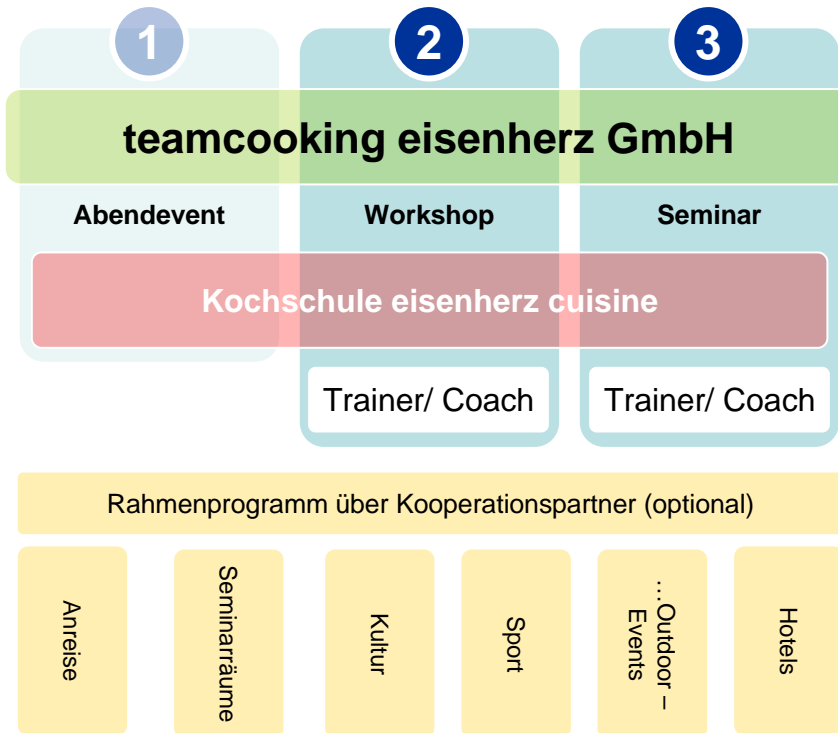 1
2
3
teamcooking eisenherz GmbH
Abendevent
Workshop
Seminar
Kochschule eisenherz cuisine
Trainer/ Coach
Trainer/ Coach
Rahmenprogramm über Kooperationspartner (optional)
Anreise
Seminarräume
Kultur
Sport
…Outdoor –
Events
Hotels